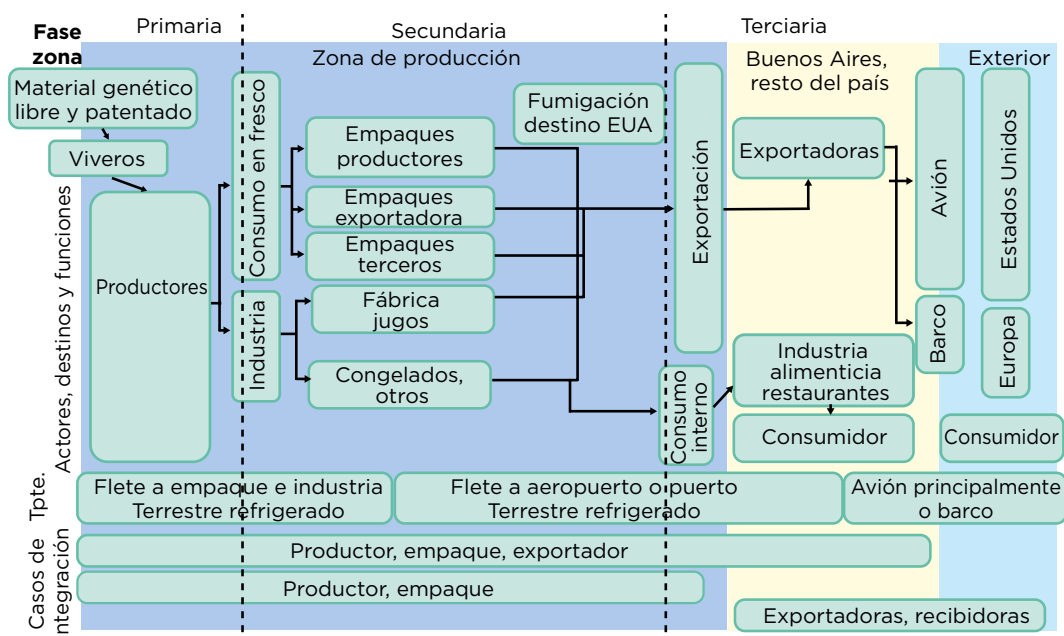 Fase
zona
Primaria
Secundaria
Terciaria
Zona de producción
Buenos Aires,
resto del país
Exterior
Actores, destinos y funciones
Material genético
libre y patentado
Viveros
Productores
Consumo en fresco
Industria
Empaques
productores
Empaques
exportadora
Empaques
terceros
Fábrica
jugos
Congelados,
otros
Fumigación
destino EUA
Exportación
Consumo
interno
Exportadoras
Industria
alimenticia
restaurantes
Consumidor
Avión
Barco
Estados Unidos
Europa
Consumidor
Tpte.
Flete a empaque e industria
Terrestre refrigerado
Flete a aeropuerto o puerto
Terrestre refrigerado
Avión principalmente
o barco
Casos de
ntegración
Productor, empaque, exportador
Productor, empaque
Exportadoras, recibidoras